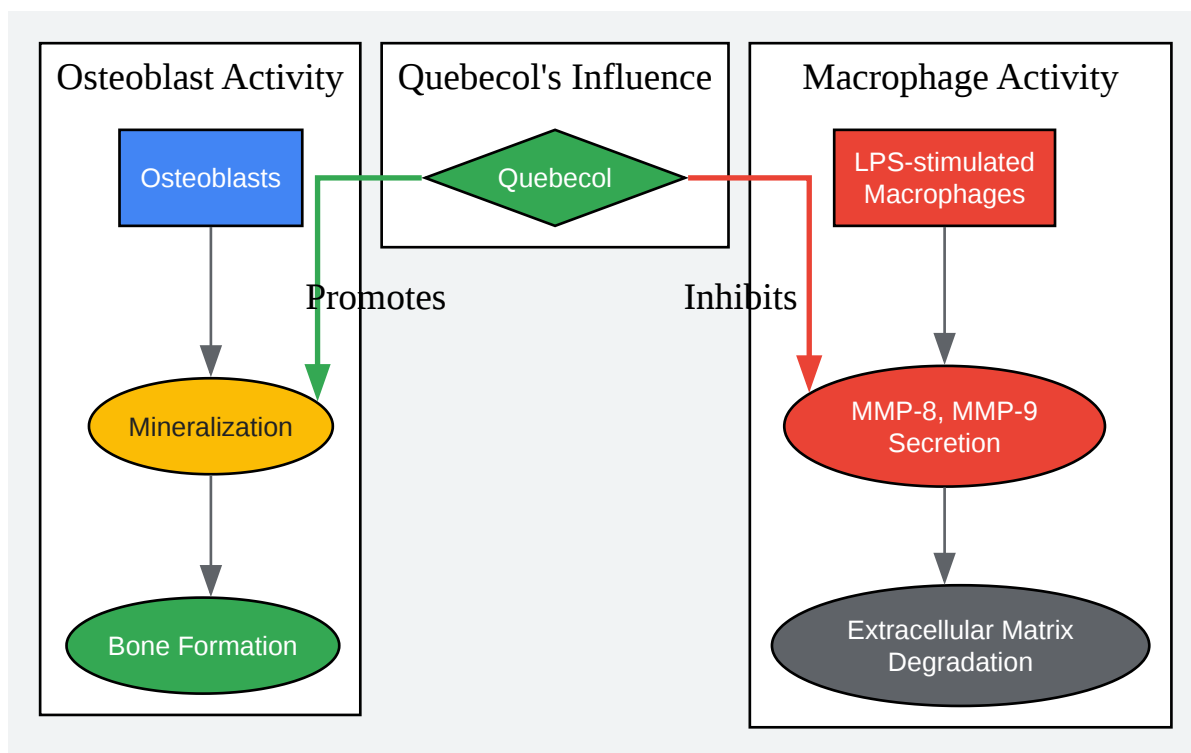 Osteoblast Activity
Osteoblasts
Mineralization
Bone Formation
Quebecol's Influence
Quebecol
Promotes
Inhibits
Macrophage Activity
LPS-stimulated
Macrophages
MMP-8, MMP-9
Secretion
Extracellular Matrix
Degradation